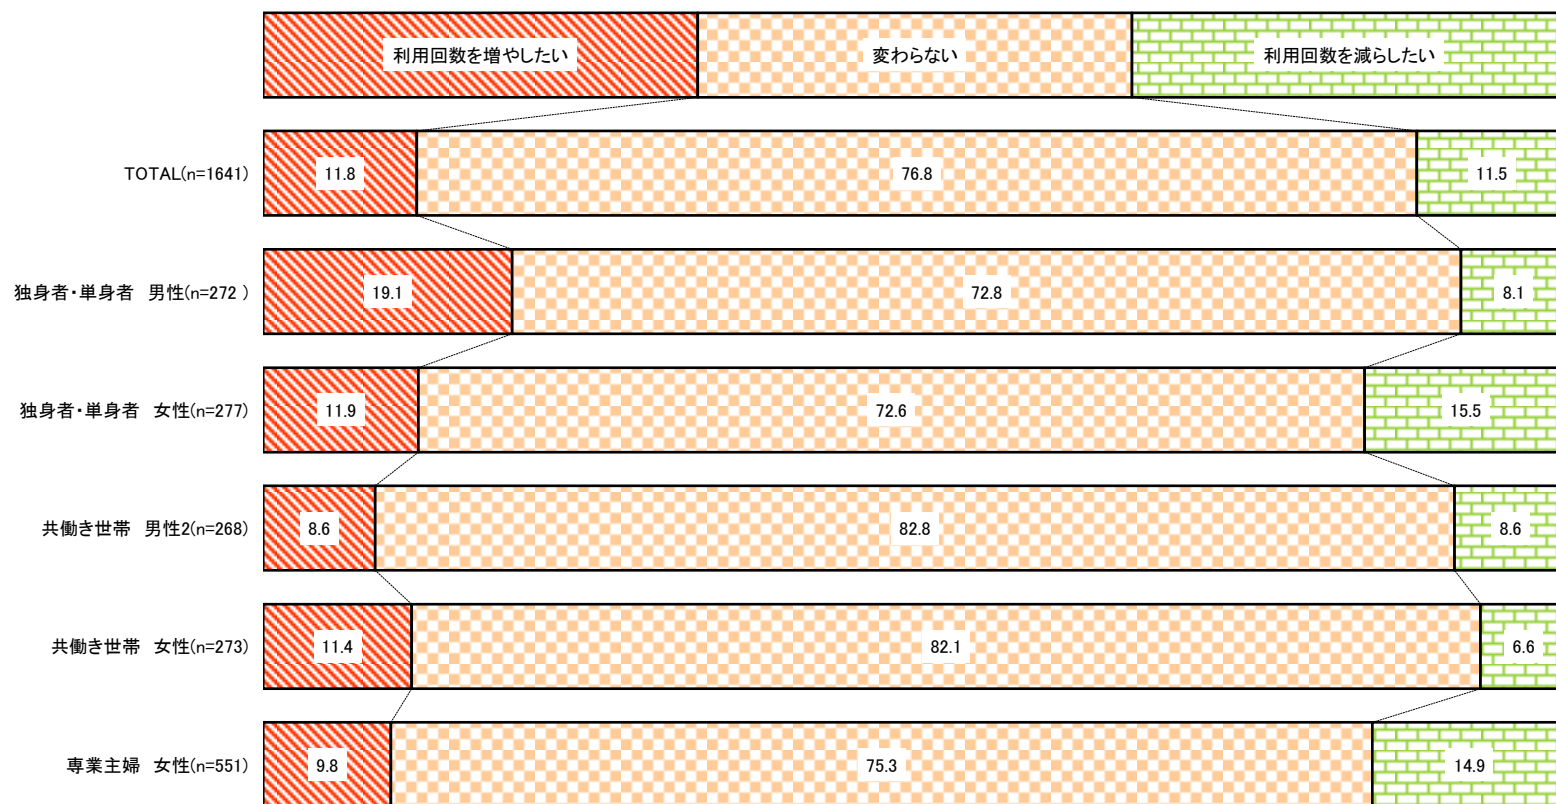 利用回数を増やしたい 変わらない 利用回数を減らしたい
TOTAL(n=1641) 11.8 76.8 11.5
独身者・単身者　男性(n=272 ) 19.1 72.8 8.1
独身者・単身者　女性(n=277) 11.9 72.6 15.5
共働き世帯　男性2(n=268) 8.6 82.8 8.6
共働き世帯　女性(n=273) 11.4 82.1 6.6
専業主婦　女性(n=551) 9.8 75.3 14.9